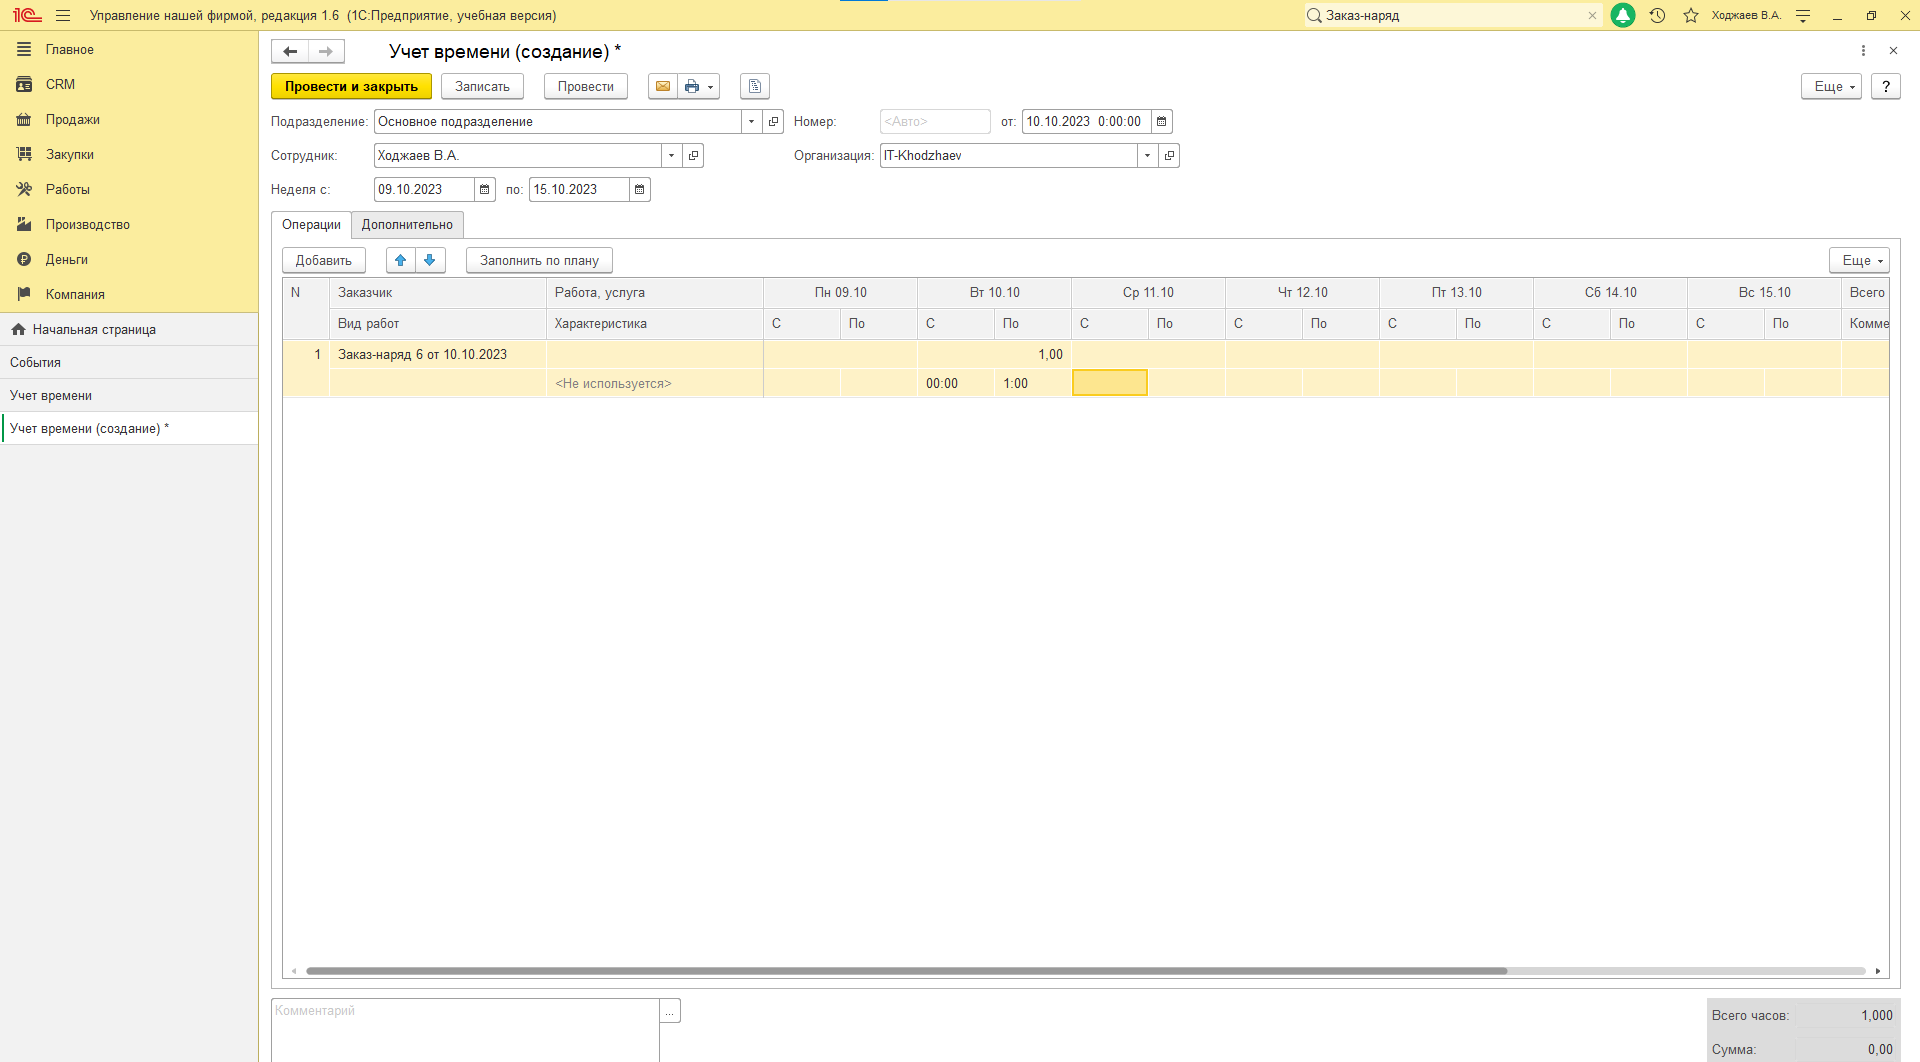 Управление нашей фирмой, редакция 1.6 (1С:Предприятие, учебная версия)
Заказ-наряд
Ходжаев В.А.
Главное
CRM
Продажи
Закупки
Работы
Производство
Деньги
Компания
Начальная страница
События
Учет времени
Учет времени (создание) *
Учет времени (создание) *
Провести и закрыть
Записать
Провести
Еще
?
Подразделение: Основное подразделение
Номер: <Авто> от: 10.10.2023 0:00:00
Сотрудник: Ходжаев В.А.
Организация: IT-Khodzhaev
Неделя с: 09.10.2023 по: 15.10.2023
Операции Дополнительно
Добавить Заполнить по плану Еще
N Заказчик Работа, услуга Пн 09.10 Вт 10.10 Ср 11.10 Чт 12.10 Пт 13.10 Сб 14.10 Вс 15.10 Всего
Вид работ Характеристика С По С По С По С По С По С По С По Комме
1 Заказ-наряд 6 от 10.10.2023 1,00
<Не используется> 00:00 1:00
Комментарий ...
Всего часов: 1,000
Сумма: 0,00